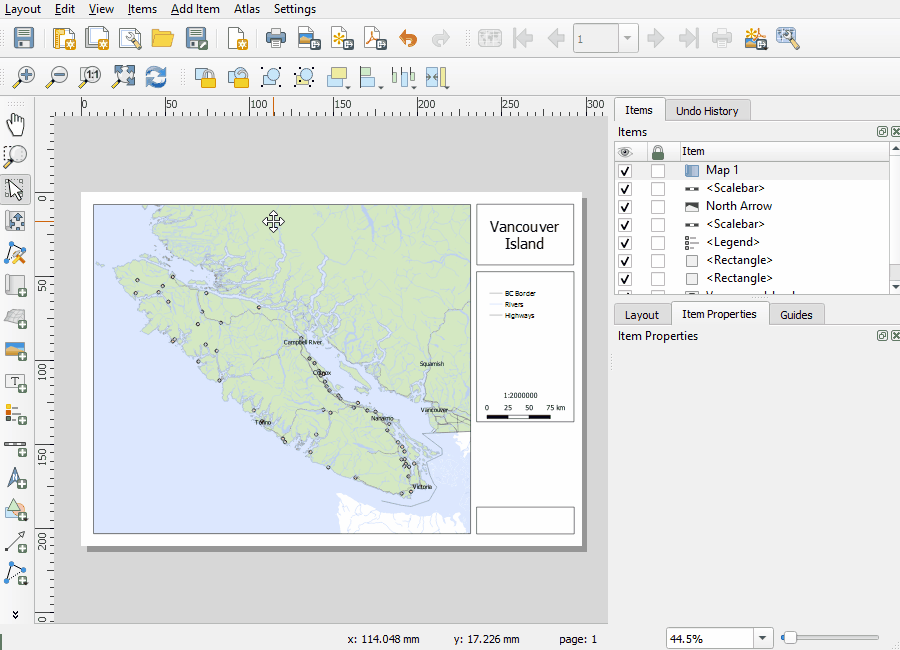 Layout Edit View Items Add Item Atlas Settings
1
1:1
0 50 100 150 200 250 300
0
50
100
150
200
0
Vancouver
Island
BC Border
Rivers
Highways
1:2000000
0 25 50 75 km
Campbell River
Comox
Squamish
Vancouver
Nanaimo
Tofino
Victoria
T
Items Undo History
Items
Item
Map 1
<Scalebar>
North Arrow
<Scalebar>
<Legend>
<Rectangle>
<Rectangle>
Layout Item Properties Guides
Item Properties
x: 114.048 mm y: 17.226 mm page: 1 44.5%